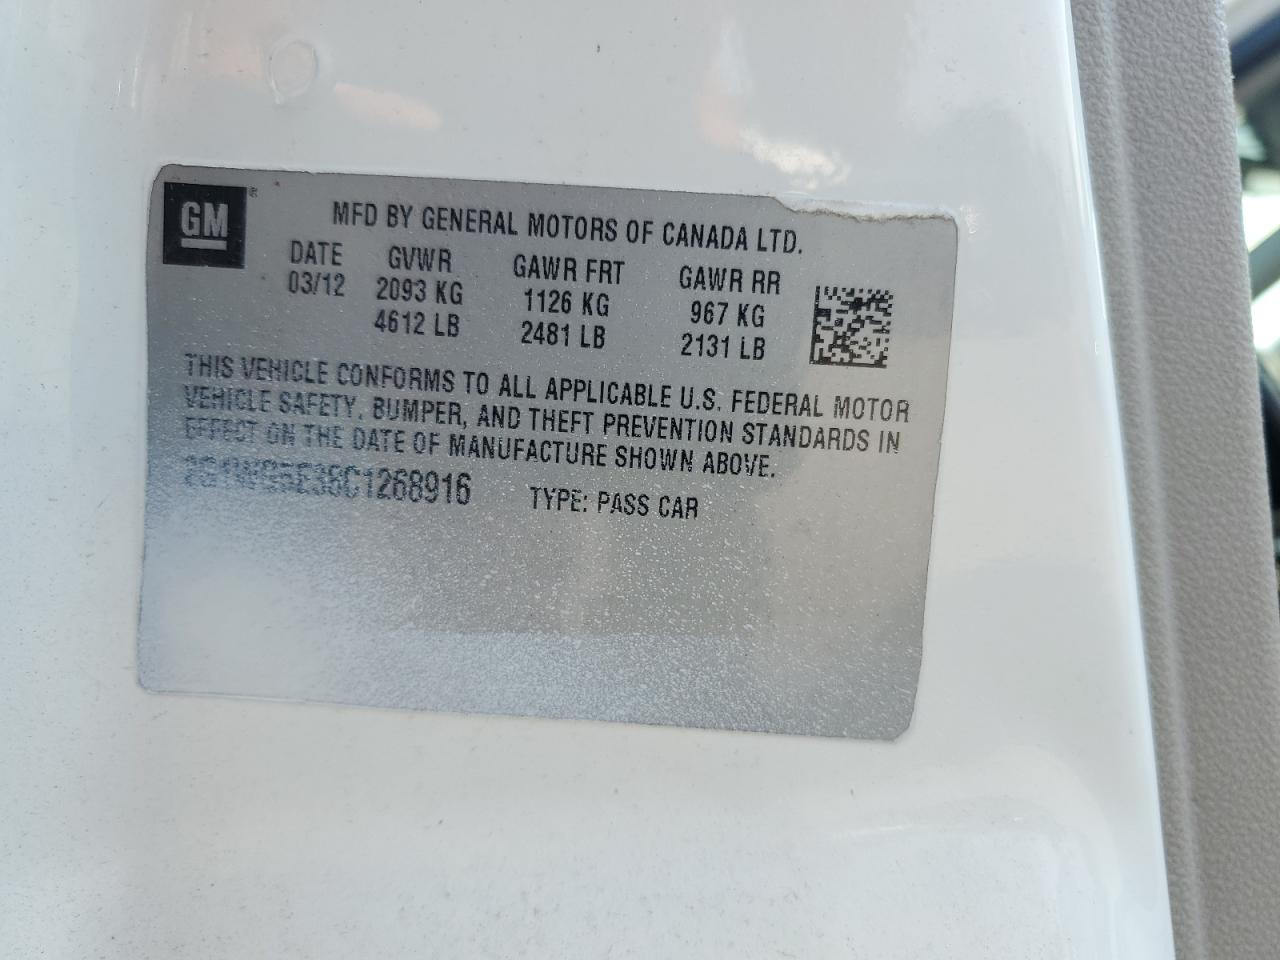 GM ®
MFD BY GENERAL MOTORS OF CANADA LTD.
DATE GVWR GAWR FRT GAWR RR
03/12 2093 KG 1126 KG 967 KG
4612 LB 2481 LB 2131 LB
THIS VEHICLE CONFORMS TO ALL APPLICABLE U.S. FEDERAL MOTOR
VEHICLE SAFETY, BUMPER, AND THEFT PREVENTION STANDARDS IN
EFFECT ON THE DATE OF MANUFACTURE SHOWN ABOVE.
2G1WG5E38C1268916 TYPE: PASS CAR